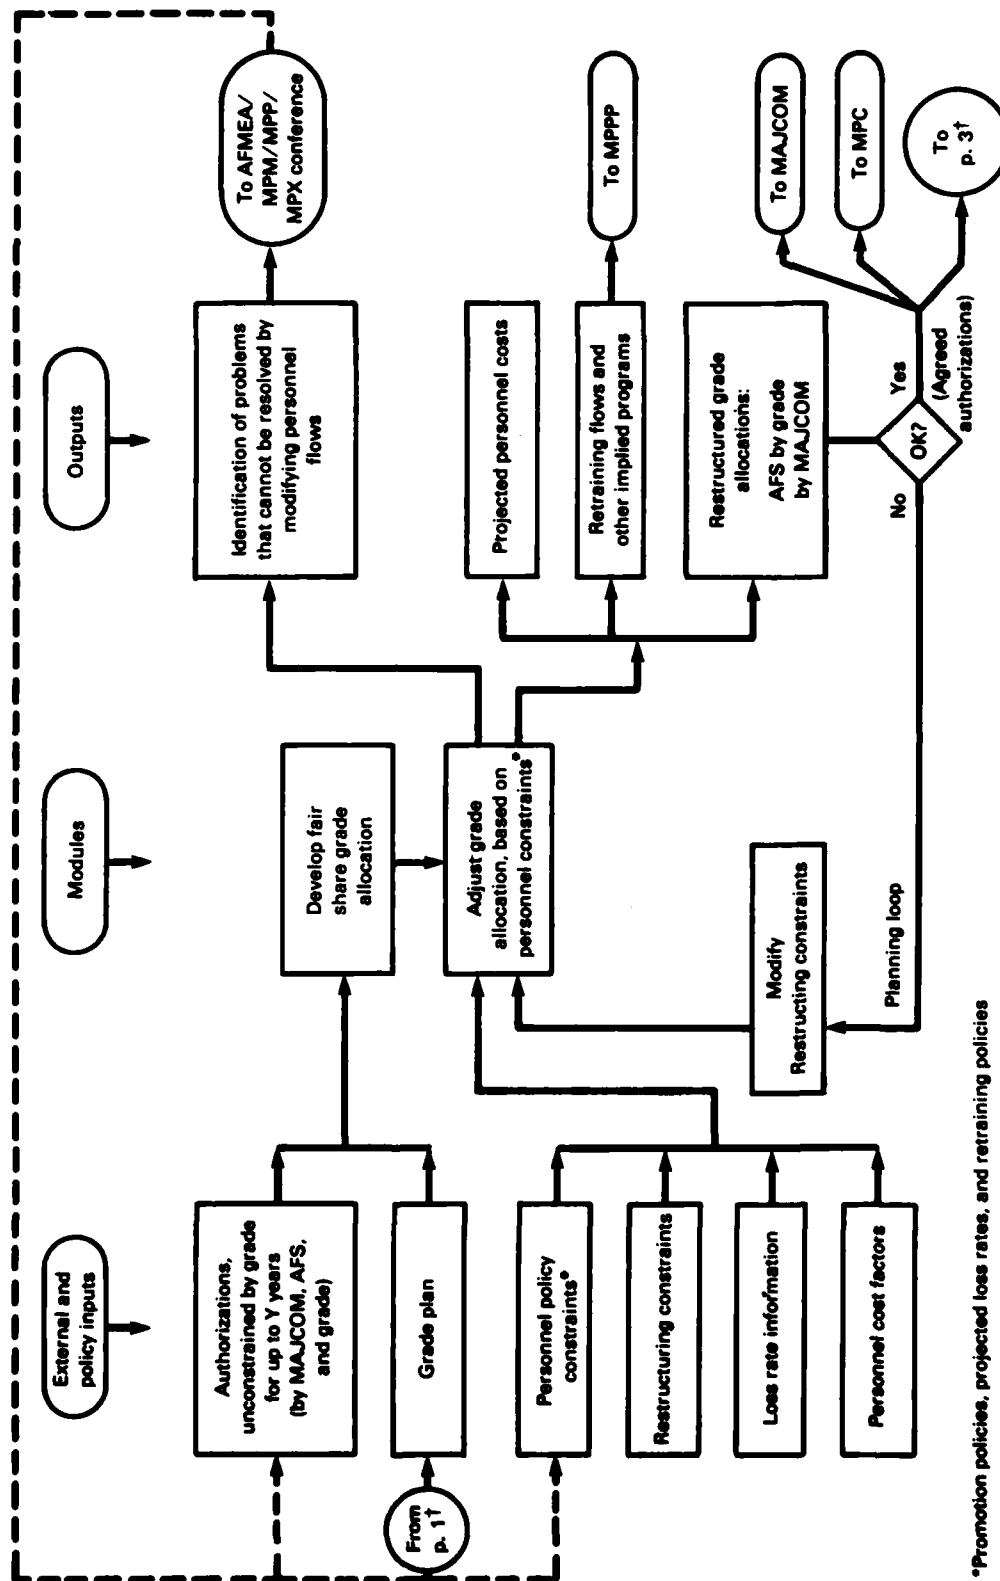 External and
policy inputs
Modules
Outputs
Authorizations,
unconstrained by grade
for up to Y years
(by MAJCOM, AFS,
and grade)
From
p. 1†
Grade plan
Personnel policy
constraints*
Restructuring constraints
Loss rate information
Personnel cost factors
Develop fair
share grade
allocation
Adjust grade
allocation, based on
personnel constraints*
Modify
Restructing constraints
Planning loop
Identification of problems
that cannot be resolved by
modifying personnel
flows
To AFMEA/
MPM/MPP/
MPX conference
Projected personnel costs
Retraining flows and
other implied programs
To MPPP
Restructured grade
allocations:
AFS by grade
by MAJCOM
OK?
No
Yes
(Agreed
authorizations)
To MAJCOM
To MPC
To
p. 3†
*Promotion policies, projected loss rates, and retraining policies